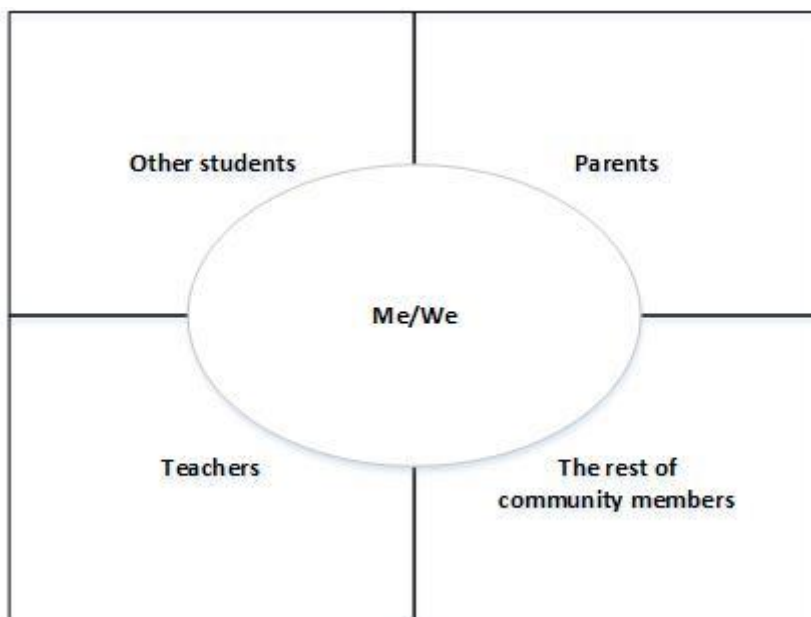 Other students
Parents
Me/We
Teachers
The rest of
community members